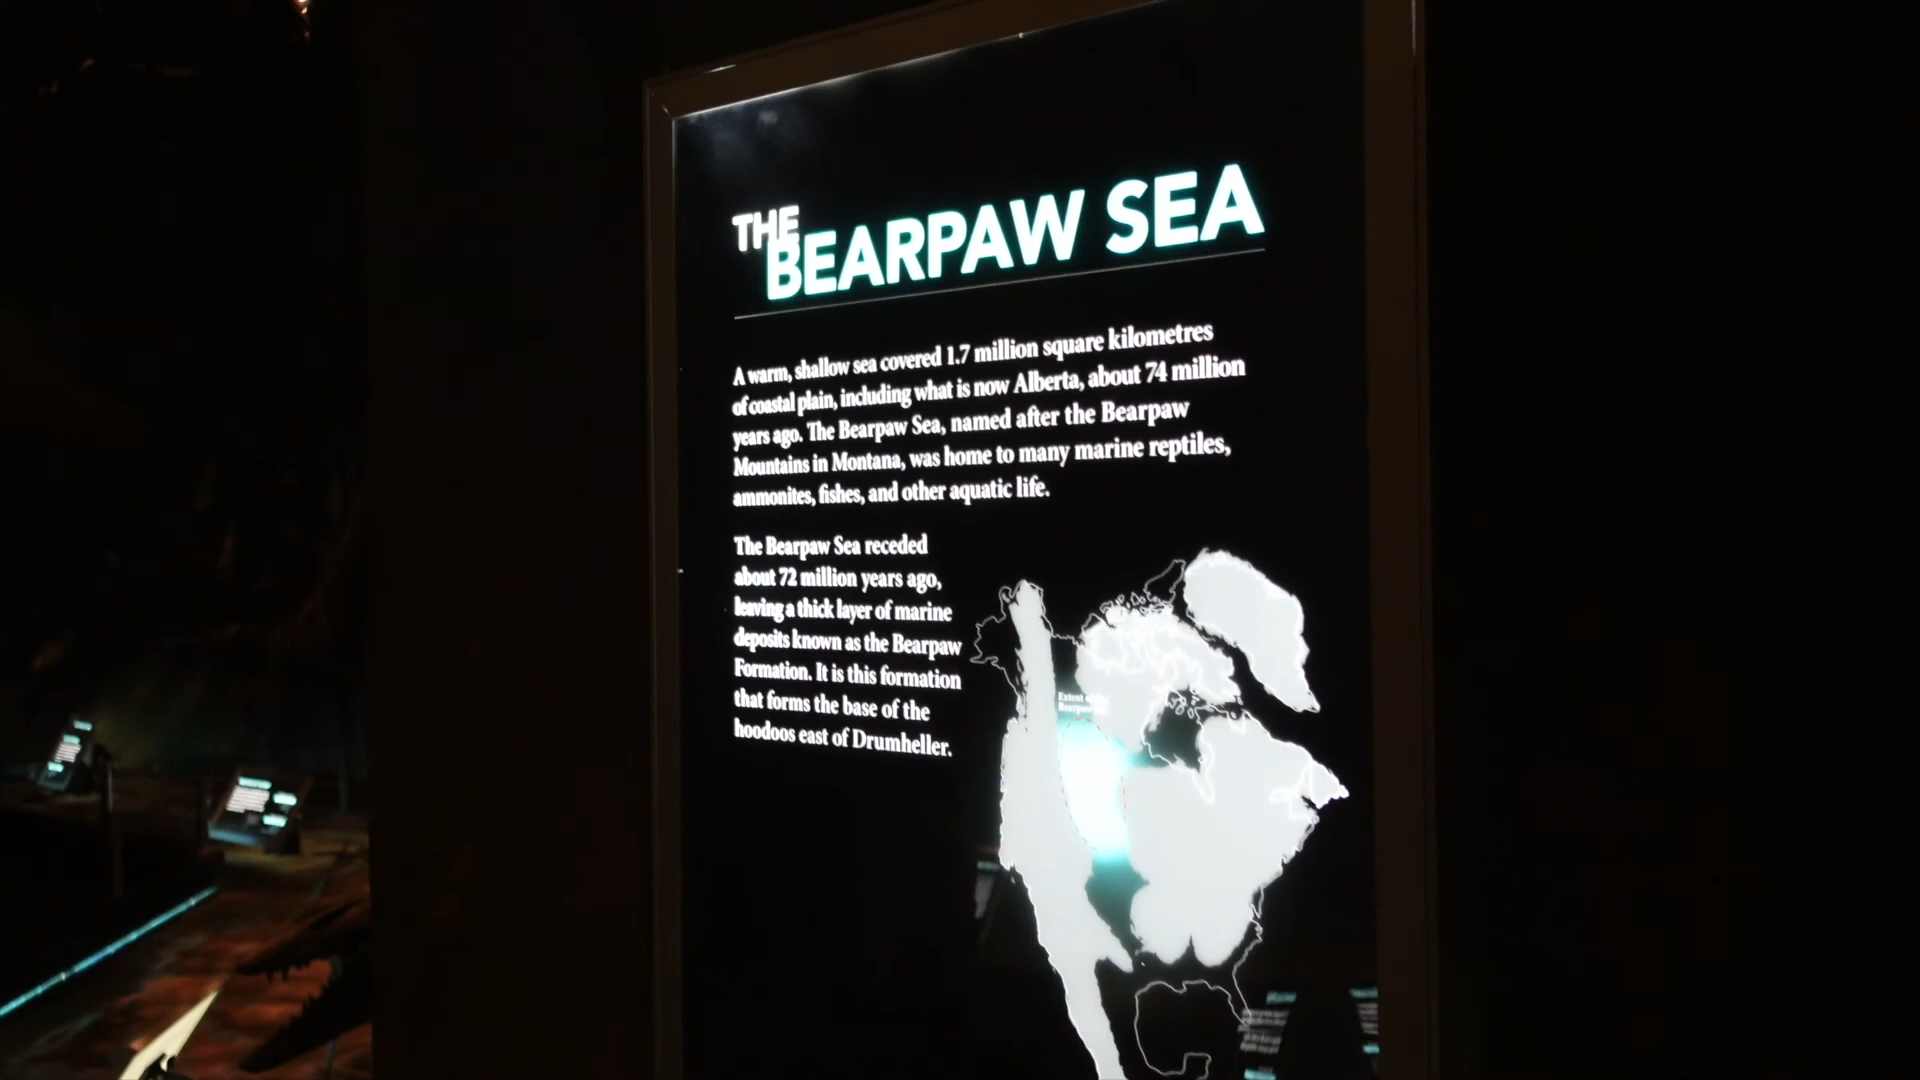 THE
BEARPAW SEA
A warm, shallow sea covered 1.7 million square kilometres
of coastal plain, including what is now Alberta, about 74 million
years ago. The Bearpaw Sea, named after the Bearpaw
Mountains in Montana, was home to many marine reptiles,
ammonites, fishes, and other aquatic life.
The Bearpaw Sea receded
about 72 million years ago,
leaving a thick layer of marine
deposits known as the Bearpaw
Formation. It is this formation
that forms the base of the
hoodoos east of Drumheller.
Extent
Bearpaw